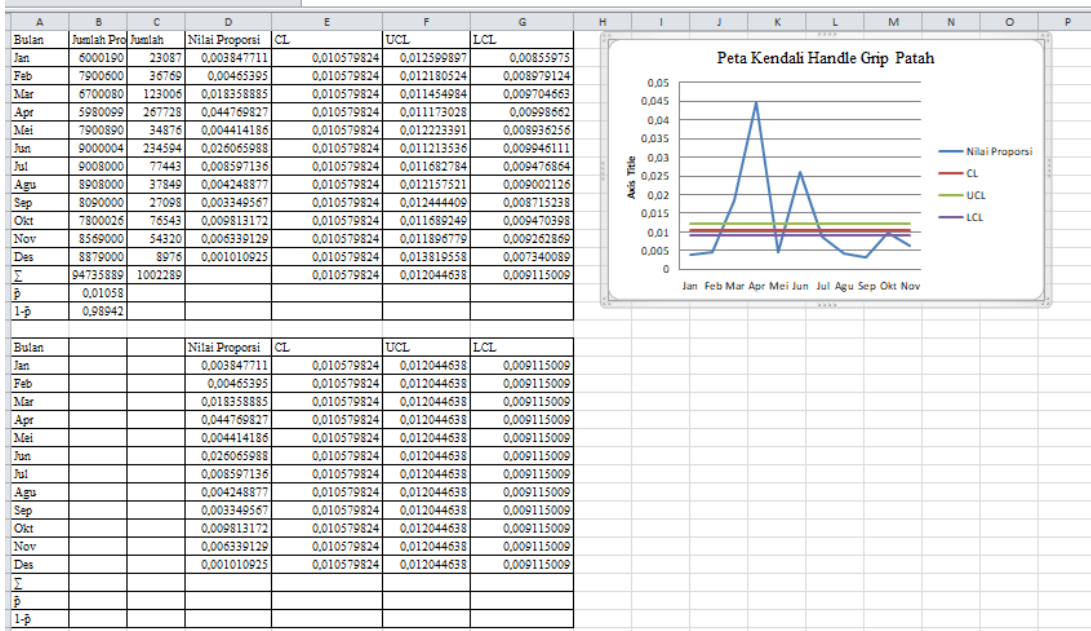 A B C D E F G H I J K L M N O P
Bulan Jumlah Pro Jumlah Nilai Proporsi CL UCL LCL
Jan 6000190 23087 0,003847711 0,010579824 0,012599897 0,00855975
Feb 7900600 36769 0,00465395 0,010579824 0,012180524 0,008979124
Mar 6700080 123006 0,018358885 0,010579824 0,011454984 0,009704663
Apr 5980099 267728 0,044769827 0,010579824 0,011173028 0,00998662
Mei 7900890 34876 0,004414186 0,010579824 0,012223391 0,008936256
Jun 9000004 234594 0,026065988 0,010579824 0,011213536 0,009946111
Jul 9008000 77443 0,008597136 0,010579824 0,011682784 0,009476864
Agu 8908000 37849 0,004248877 0,010579824 0,012157521 0,009002126
Sep 8090000 27098 0,003349567 0,010579824 0,012444409 0,008715238
Okt 7800026 76543 0,009813172 0,010579824 0,011689249 0,009470398
Nov 8569000 54320 0,006339129 0,010579824 0,011896779 0,009262869
Des 8879000 8976 0,001010925 0,010579824 0,013819558 0,007340089
∑ 94735889 1002289 0,010579824 0,012044638 0,009115009
p̄ 0,01058
1-p̄ 0,98942
Peta Kendali Handle Grip Patah
0,05
0,045
0,04
0,035
0,03
0,025
0,02
0,015
0,01
0,005
0
Axis Title
Jan Feb Mar Apr Mei Jun Jul Agu Sep Okt Nov
Nilai Proporsi
CL
UCL
LCL
Bulan Nilai Proporsi CL UCL LCL
Jan 0,003847711 0,010579824 0,012044638 0,009115009
Feb 0,00465395 0,010579824 0,012044638 0,009115009
Mar 0,018358885 0,010579824 0,012044638 0,009115009
Apr 0,044769827 0,010579824 0,012044638 0,009115009
Mei 0,004414186 0,010579824 0,012044638 0,009115009
Jun 0,026065988 0,010579824 0,012044638 0,009115009
Jul 0,008597136 0,010579824 0,012044638 0,009115009
Agu 0,004248877 0,010579824 0,012044638 0,009115009
Sep 0,003349567 0,010579824 0,012044638 0,009115009
Okt 0,009813172 0,010579824 0,012044638 0,009115009
Nov 0,006339129 0,010579824 0,012044638 0,009115009
Des 0,001010925 0,010579824 0,012044638 0,009115009
∑
p̄
1-p̄